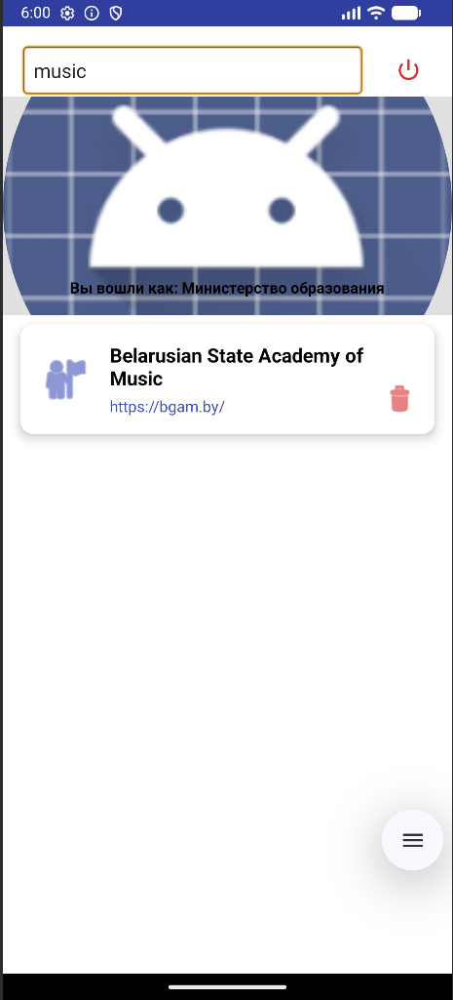 6:00
music
Вы вошли как: Министерство образования
Belarusian State Academy of
Music
https://bgam.by/